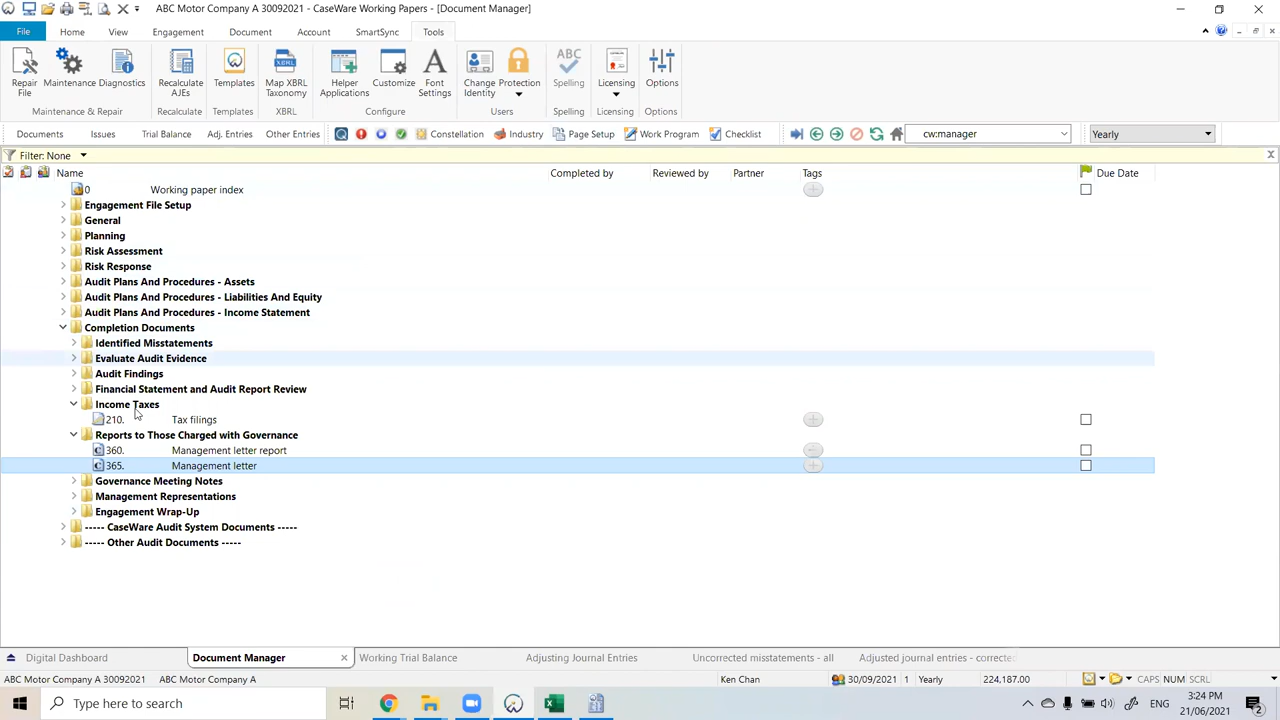 ABC Motor Company A 30092021 - CaseWare Working Papers - [Document Manager]
File Home View Engagement Document Account SmartSync Tools
Repair File Maintenance Diagnostics Recalculate AJEs Templates Map XBRL Taxonomy Helper Applications Customize Font Settings Change Identity Protection ABC Spelling Licensing Options
Maintenance & Repair Recalculate Templates XBRL Configure Users Spelling Licensing Options
Documents Issues Trial Balance Adj. Entries Other Entries Constellation Industry Page Setup Work Program Checklist cw:manager Yearly
Filter: None
Name Completed by Reviewed by Partner Tags Due Date
0 Working paper index
Engagement File Setup
General
Planning
Risk Assessment
Risk Response
Audit Plans And Procedures - Assets
Audit Plans And Procedures - Liabilities And Equity
Audit Plans And Procedures - Income Statement
Completion Documents
Identified Misstatements
Evaluate Audit Evidence
Audit Findings
Financial Statement and Audit Report Review
Income Taxes
210. Tax filings
Reports to Those Charged with Governance
360. Management letter report
365. Management letter
Governance Meeting Notes
Management Representations
Engagement Wrap-Up
----- CaseWare Audit System Documents -----
----- Other Audit Documents -----
Digital Dashboard Document Manager Working Trial Balance Adjusting Journal Entries Uncorrected misstatements - all Adjusted journal entries - corrected
ABC Motor Company A 30092021 ABC Motor Company A Ken Chan 30/09/2021 1 Yearly 224,187.00 CAPS NUM SCRL
Type here to search ENG 3:24 PM
21/06/2021 2